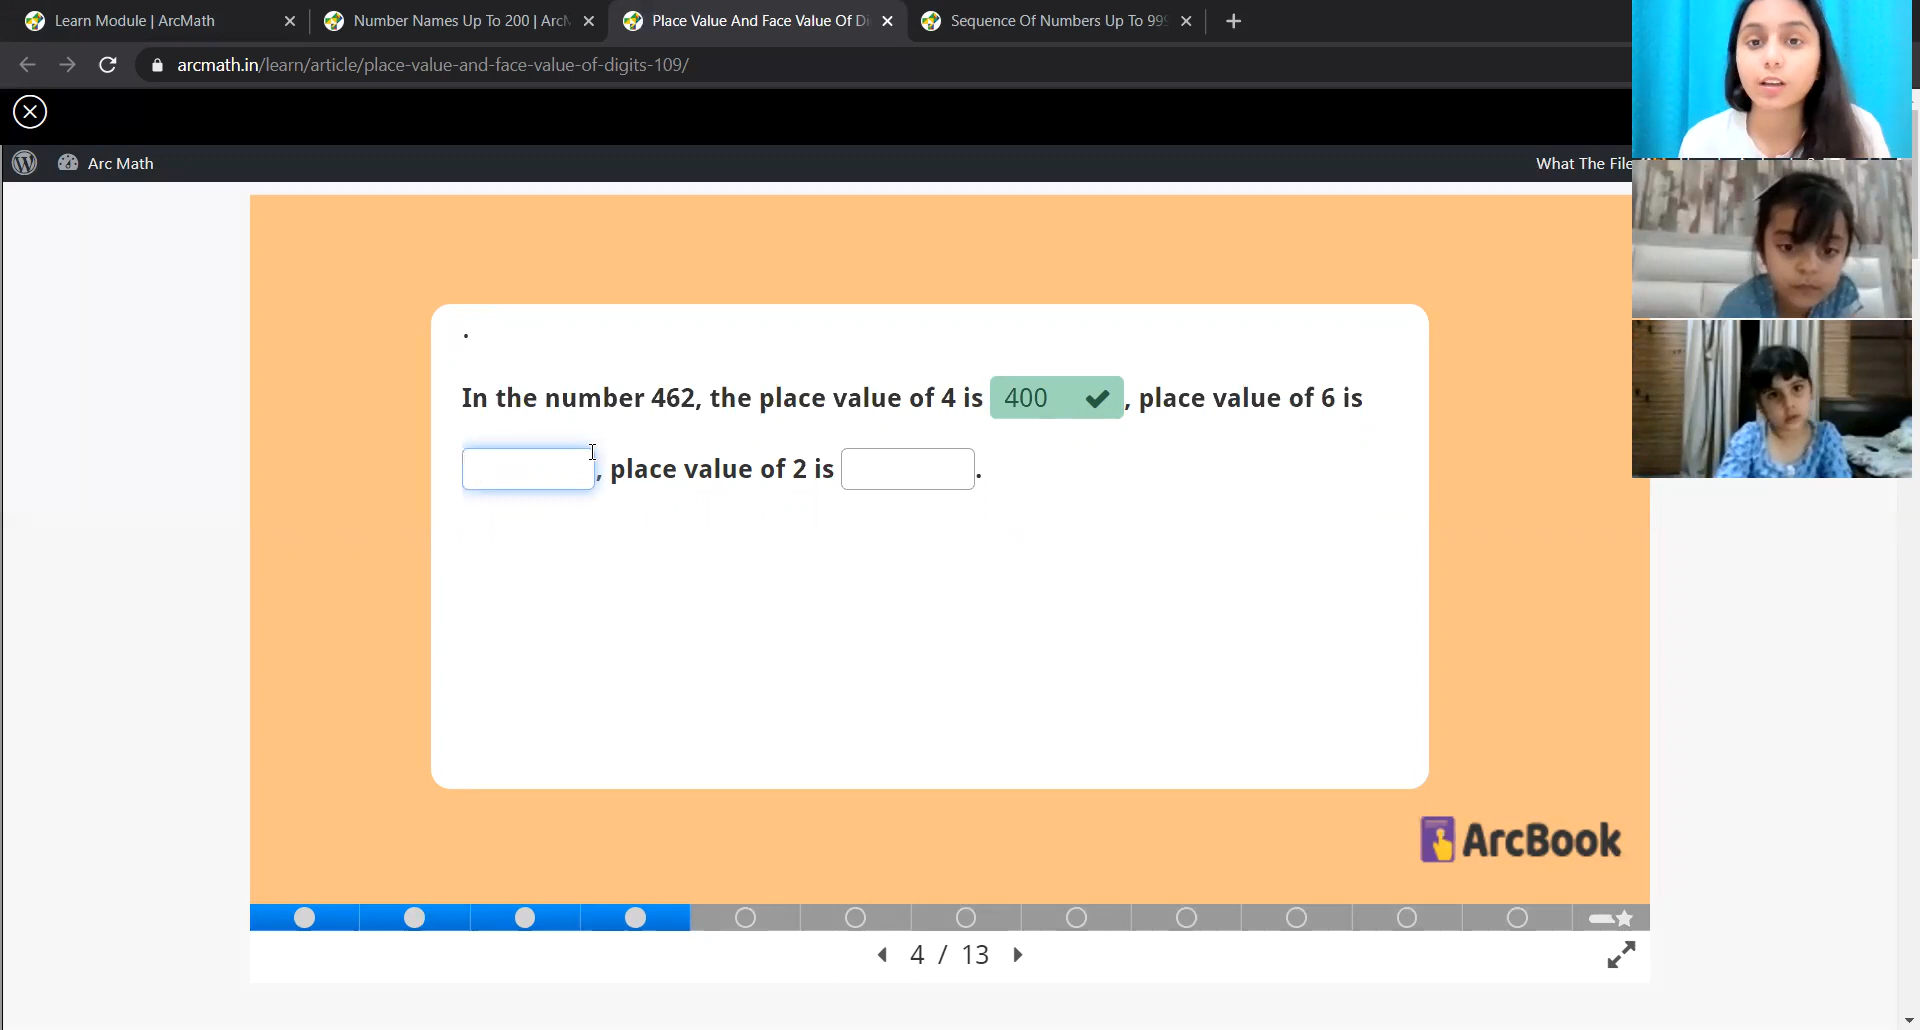 Learn Module | ArcMath
Number Names Up To 200 | Arc
Place Value And Face Value Of D
Sequence Of Numbers Up To 999
arcmath.in/learn/article/place-value-and-face-value-of-digits-109/
Arc Math
What The File
.
In the number 462, the place value of 4 is 400 ✔, place value of 6 is
, place value of 2 is .
ArcBook
4 / 13